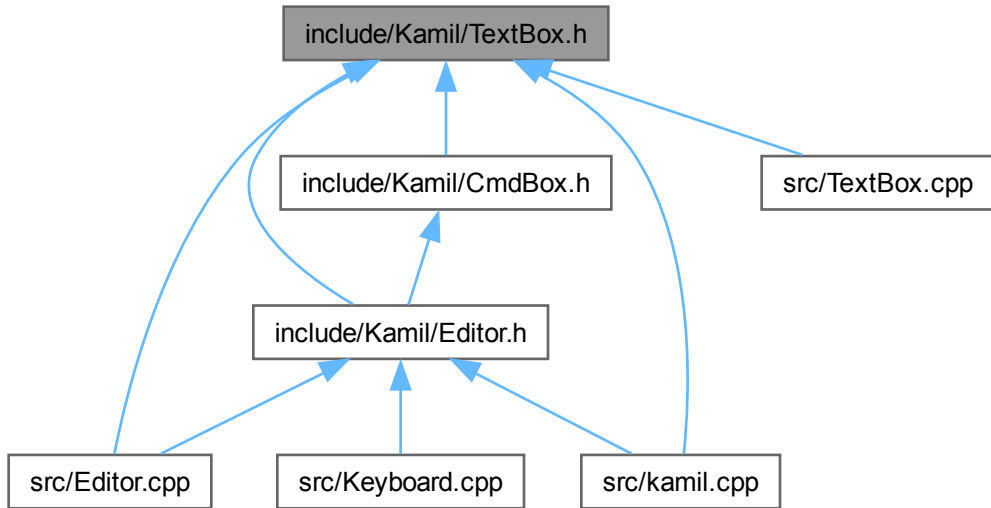 include/Kamil/TextBox.h
include/Kamil/CmdBox.h
src/TextBox.cpp
include/Kamil/Editor.h
src/Editor.cpp
src/Keyboard.cpp
src/kamil.cpp